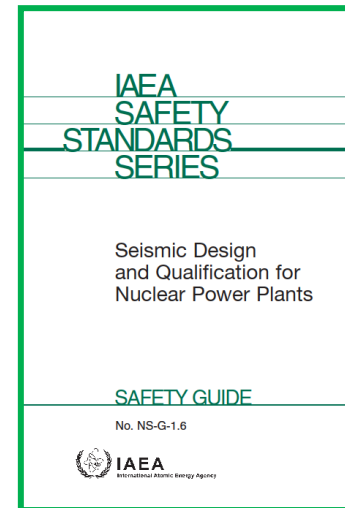 IAEA
SAFETY
STANDARDS
SERIES
Seismic Design
and Qualification for
Nuclear Power Plants
SAFETY GUIDE
No. NS-G-1.6
IAEA
International Atomic Energy Agency